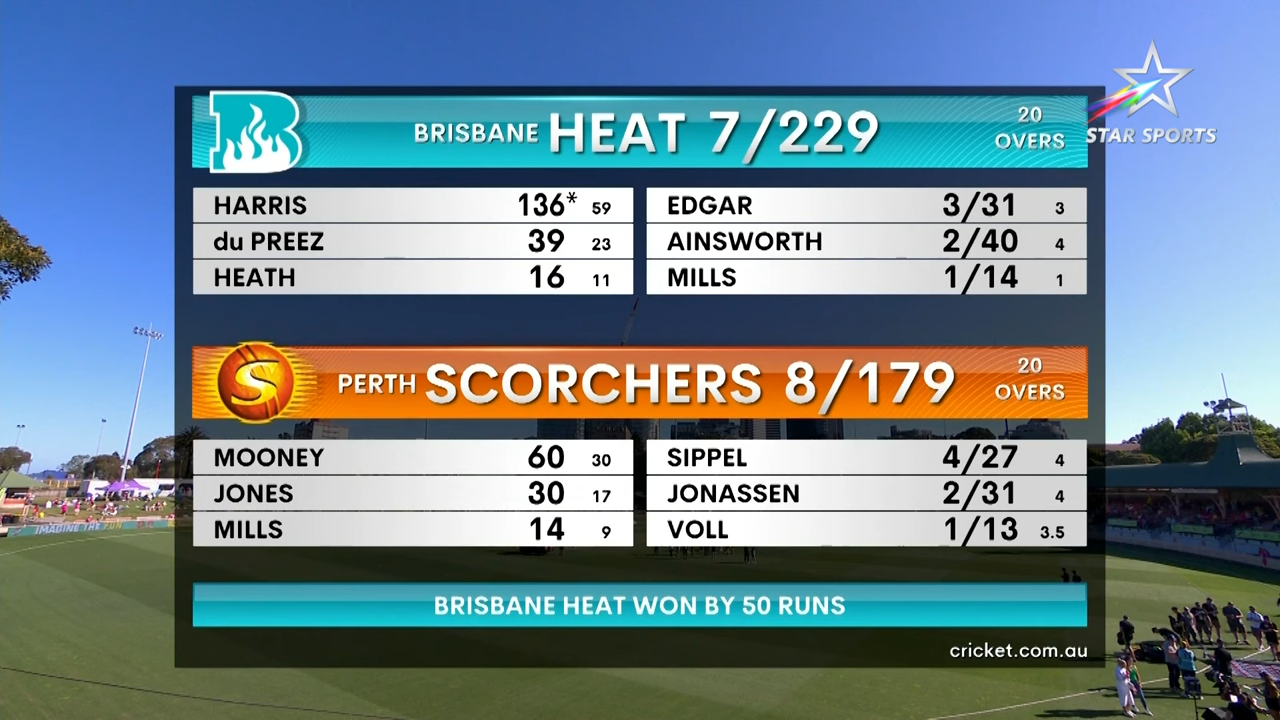 BRISBANE HEAT 7/229 20 OVERS
STAR SPORTS
HARRIS 136* 59 EDGAR 3/31 3
du PREEZ 39 23 AINSWORTH 2/40 4
HEATH 16 11 MILLS 1/14 1
PERTH SCORCHERS 8/179 20 OVERS
MOONEY 60 30 SIPPEL 4/27 4
JONES 30 17 JONASSEN 2/31 4
MILLS 14 9 VOLL 1/13 3.5
IMAGINE THE FUN
BRISBANE HEAT WON BY 50 RUNS
cricket.com.au